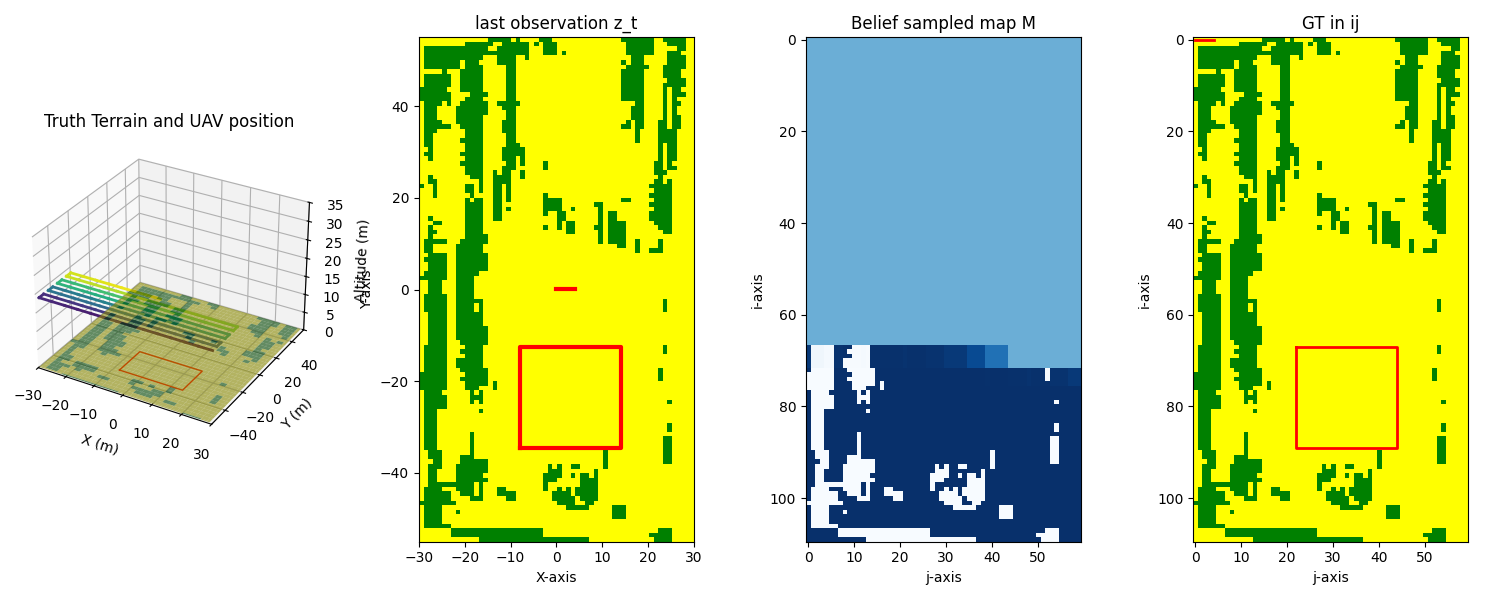 Truth Terrain and UAV position
35
30
25
20
15
10
5
0
Altitude (m)
−30
−20
−10
0
10
20
30
X (m)
−40
−20
0
20
40
Y (m)
last observation z_t
40
20
0
−20
−40
Y-axis
−30 −20 −10 0 10 20 30
X-axis
Belief sampled map M
0
20
40
60
80
100
i-axis
0 10 20 30 40 50
j-axis
GT in ij
0
20
40
60
80
100
i-axis
0 10 20 30 40 50
j-axis